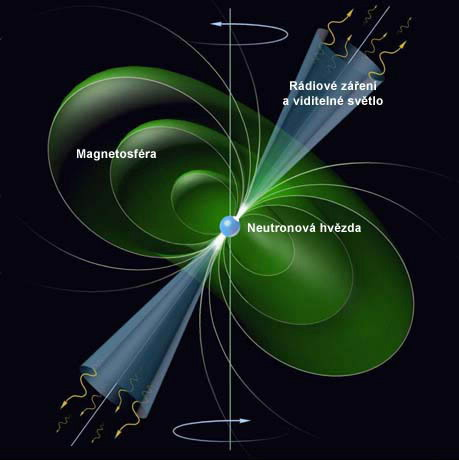 Rádiové záření
a viditelné světlo
Magnetosféra
Neutronová hvězda